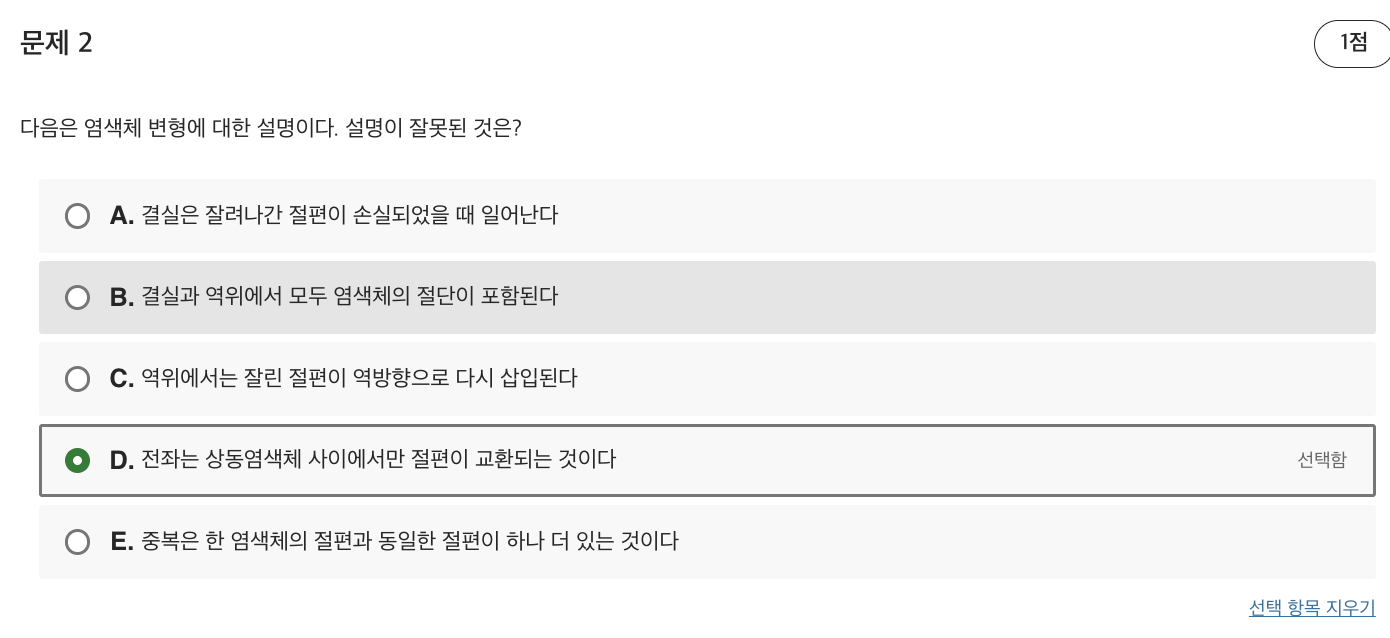 문제 2
1점
다음은 염색체 변형에 대한 설명이다. 설명이 잘못된 것은?
A. 결실은 잘려나간 절편이 손실되었을 때 일어난다
B. 결실과 역위에서 모두 염색체의 절단이 포함된다
C. 역위에서는 잘린 절편이 역방향으로 다시 삽입된다
D. 전좌는 상동염색체 사이에서만 절편이 교환되는 것이다
선택함
E. 중복은 한 염색체의 절편과 동일한 절편이 하나 더 있는 것이다
선택 항목 지우기